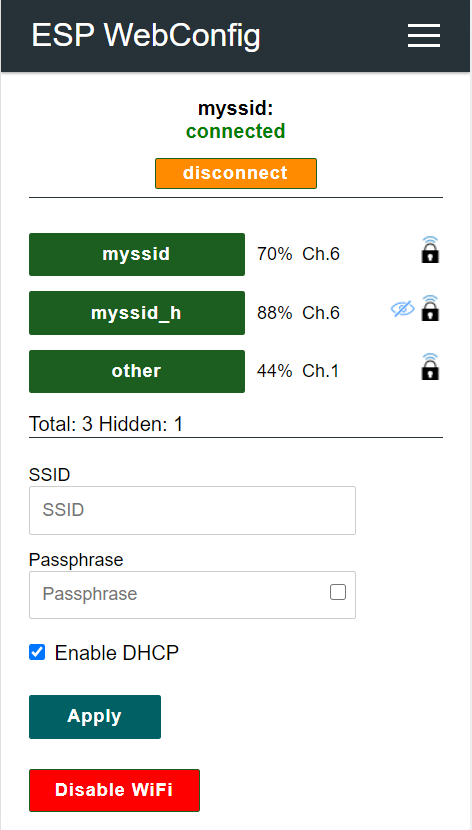 ESP WebConfig
myssid:
connected
disconnect
myssid 70% Ch.6
myssid_h 88% Ch.6
other 44% Ch.1
Total: 3 Hidden: 1
SSID
SSID
Passphrase
Passphrase
Enable DHCP
Apply
Disable WiFi